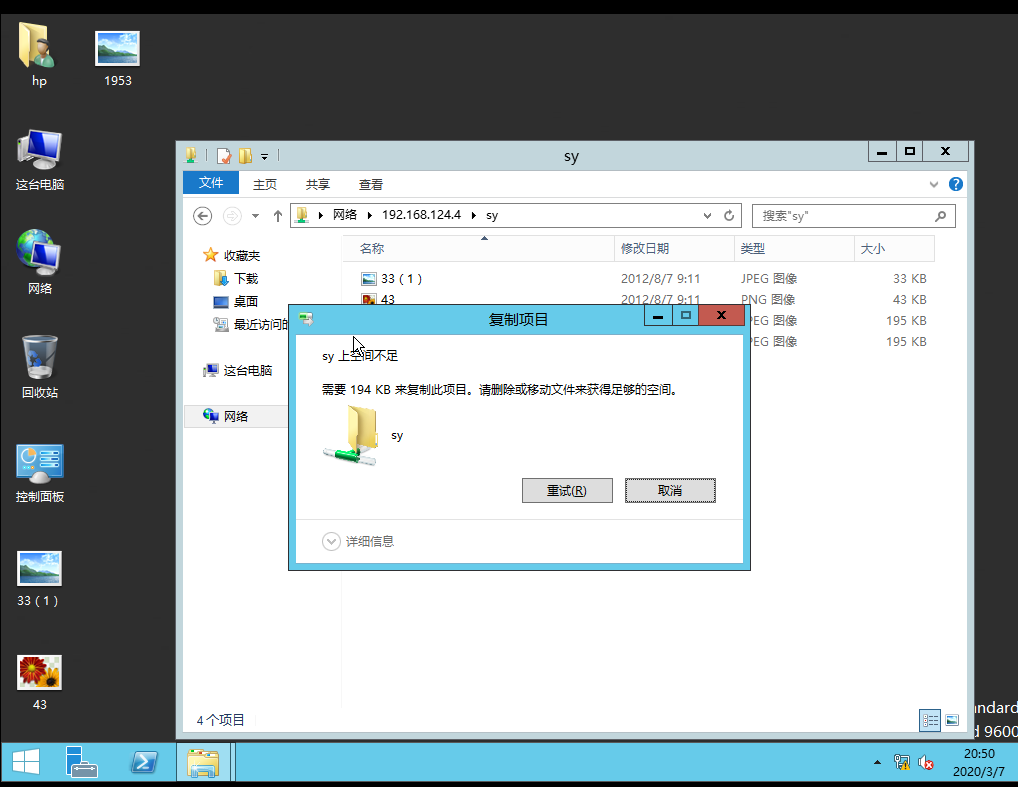 hp
1953
这台电脑
网络
回收站
控制面板
33（1）
43
sy
文件
主页
共享
查看
网络
192.168.124.4
sy
搜索"sy"
收藏夹
下载
桌面
最近访问的
这台电脑
网络
名称
修改日期
类型
大小
33（1）
2012/8/7 9:11
JPEG 图像
33 KB
43
2012/8/7 9:11
PNG 图像
43 KB
PEG 图像
195 KB
PEG 图像
195 KB
复制项目
sy 上空间不足
需要 194 KB 来复制此项目。请删除或移动文件来获得足够的空间。
sy
重试(R)
取消
详细信息
4 个项目
andard
d 9600
20:50
2020/3/7